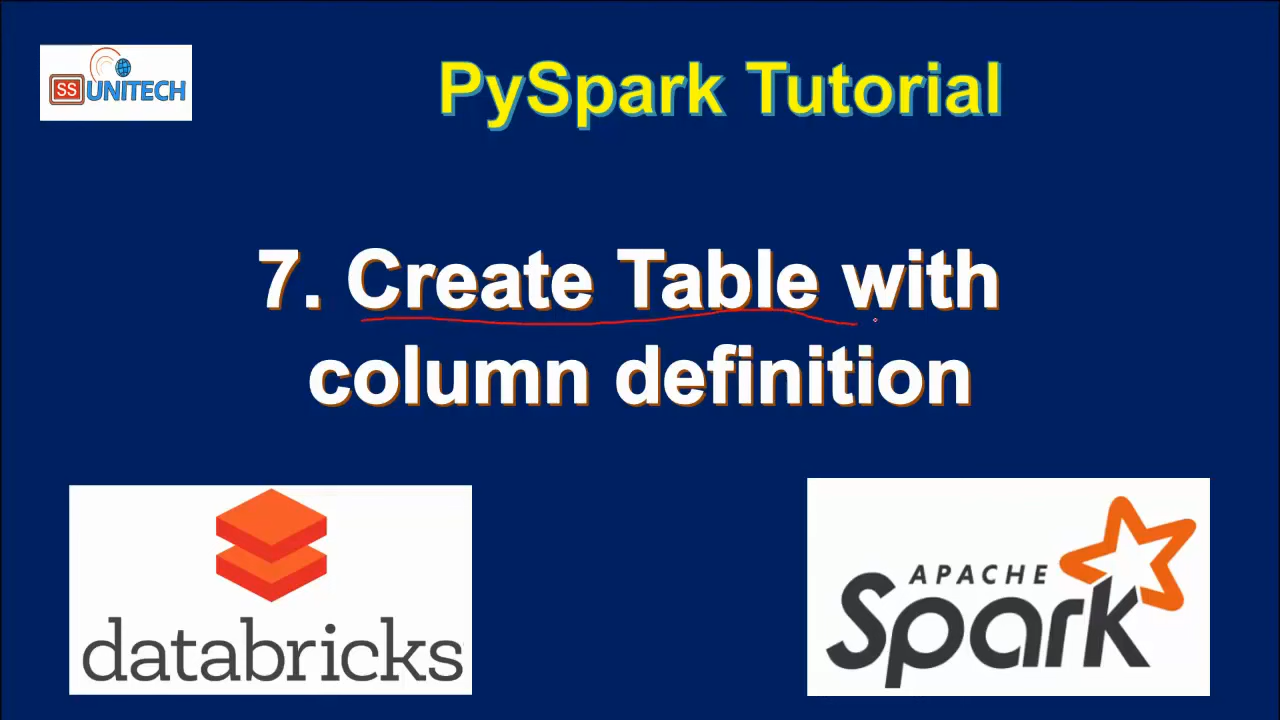 SS UNITECH
PySpark Tutorial
7. Create Table with
column definition
databricks
APACHE
Spark